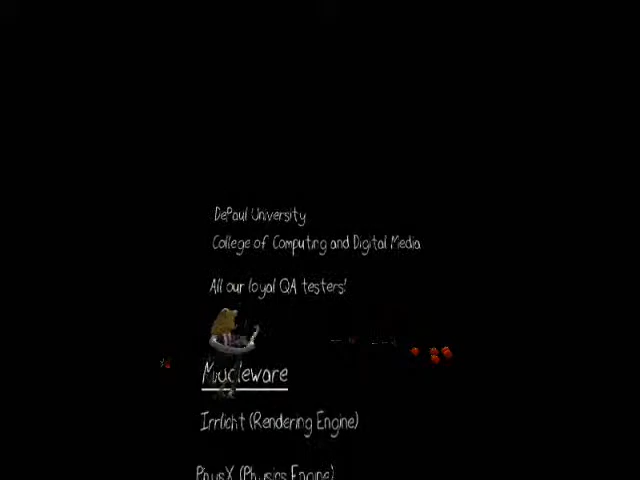 DePaul University
College of Computing and Digital Media
All our loyal QA testers!
Middleware
Irrlicht (Rendering Engine)
PhysX (Physics Engine)